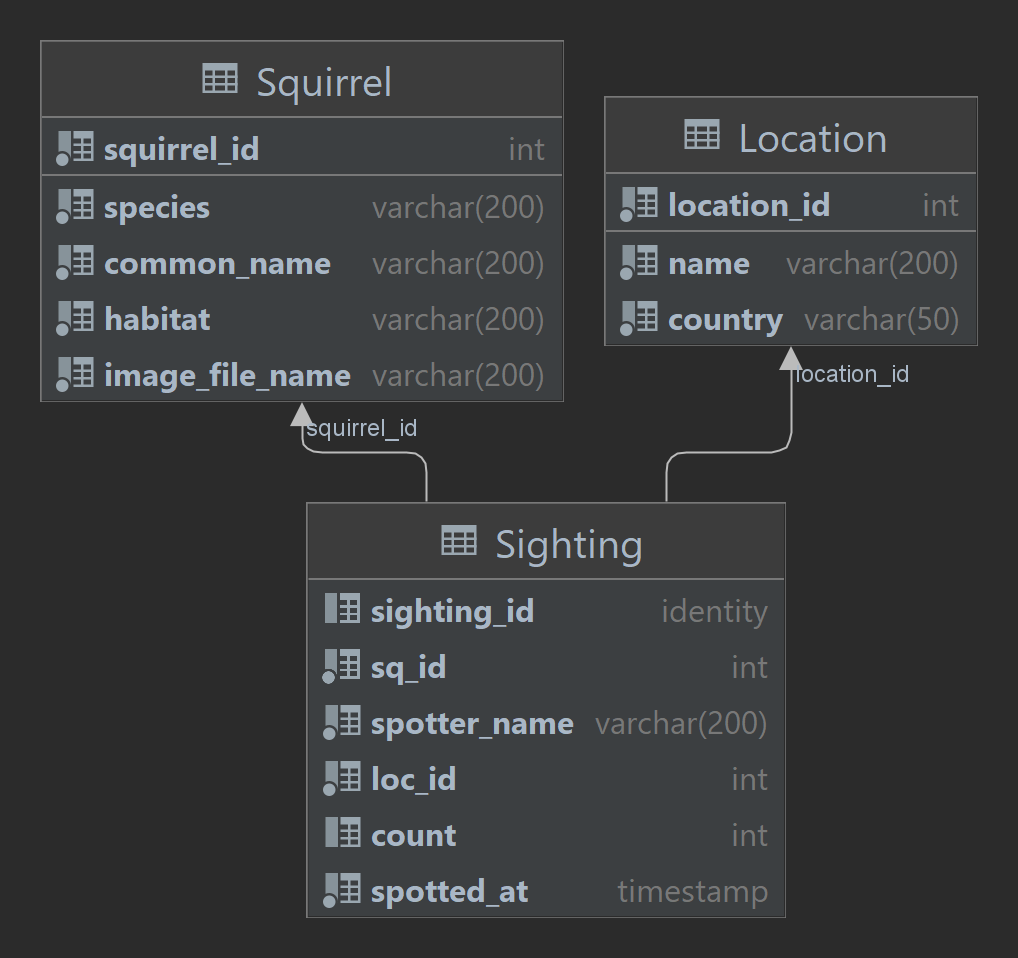 Squirrel
squirrel_id int
species varchar(200)
common_name varchar(200)
habitat varchar(200)
image_file_name varchar(200)
Location
location_id int
name varchar(200)
country varchar(50)
squirrel_id
location_id
Sighting
sighting_id identity
sq_id int
spotter_name varchar(200)
loc_id int
count int
spotted_at timestamp